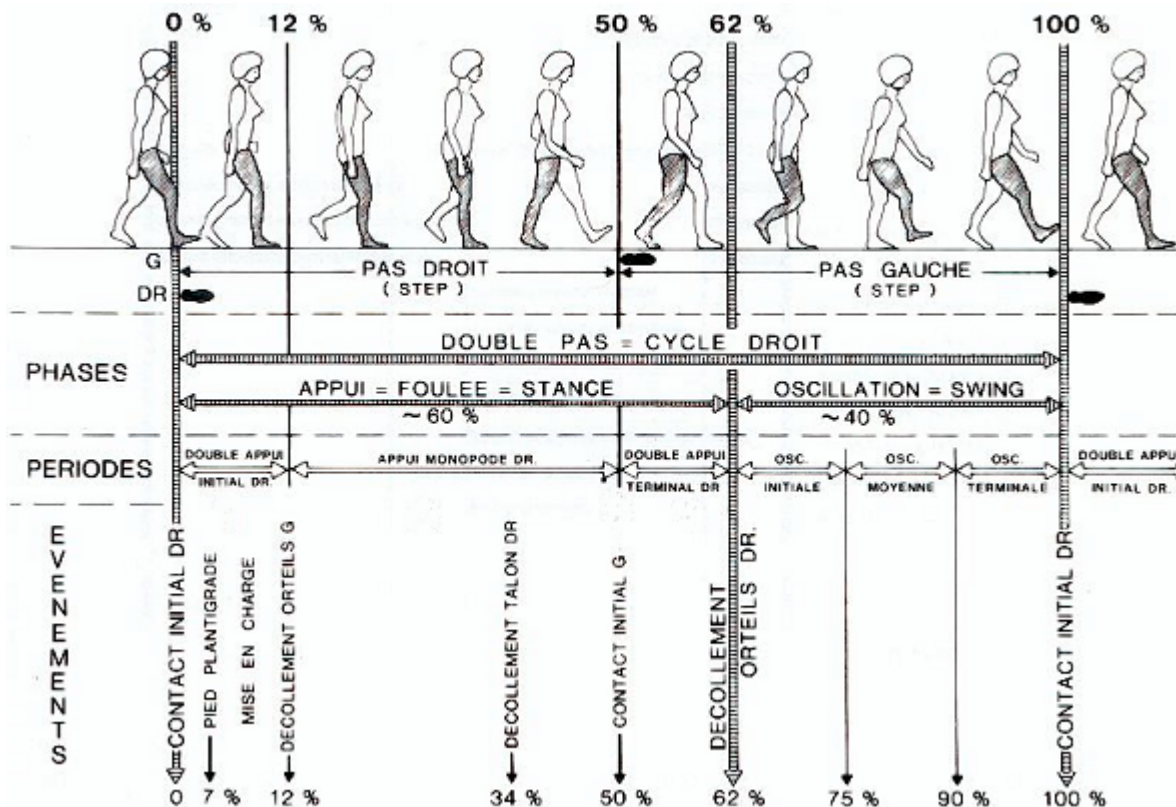 0 % 12 % 50 % 62 % 100 %
G
PAS DROIT PAS GAUCHE
( STEP ) ( STEP )
DR
DOUBLE PAS = CYCLE DROIT
PHASES
APPUI = FOULEE = STANCE OSCILLATION = SWING
~ 60 % ~ 40 %
PERIODES
DOUBLE APPUI APPUI MONOPODE DR. DOUBLE APPUI OSC. OSC. OSC. DOUBLE APPUI
INITIAL DR. TERMINAL DR INITIALE MOYENNE TERMINALE INITIAL DR.
EVENEMENTS
CONTACT INITIAL DR
PIED PLANTIGRADE
MISE EN CHARGE
DECOLLEMENT ORTEILS G
DECOLLEMENT TALON DR
CONTACT INITIAL G
DECOLLEMENT
ORTEILS DR.
CONTACT INITIAL DR
0 7 % 12 % 34 % 50 % 62 % 75 % 90 % 100 %